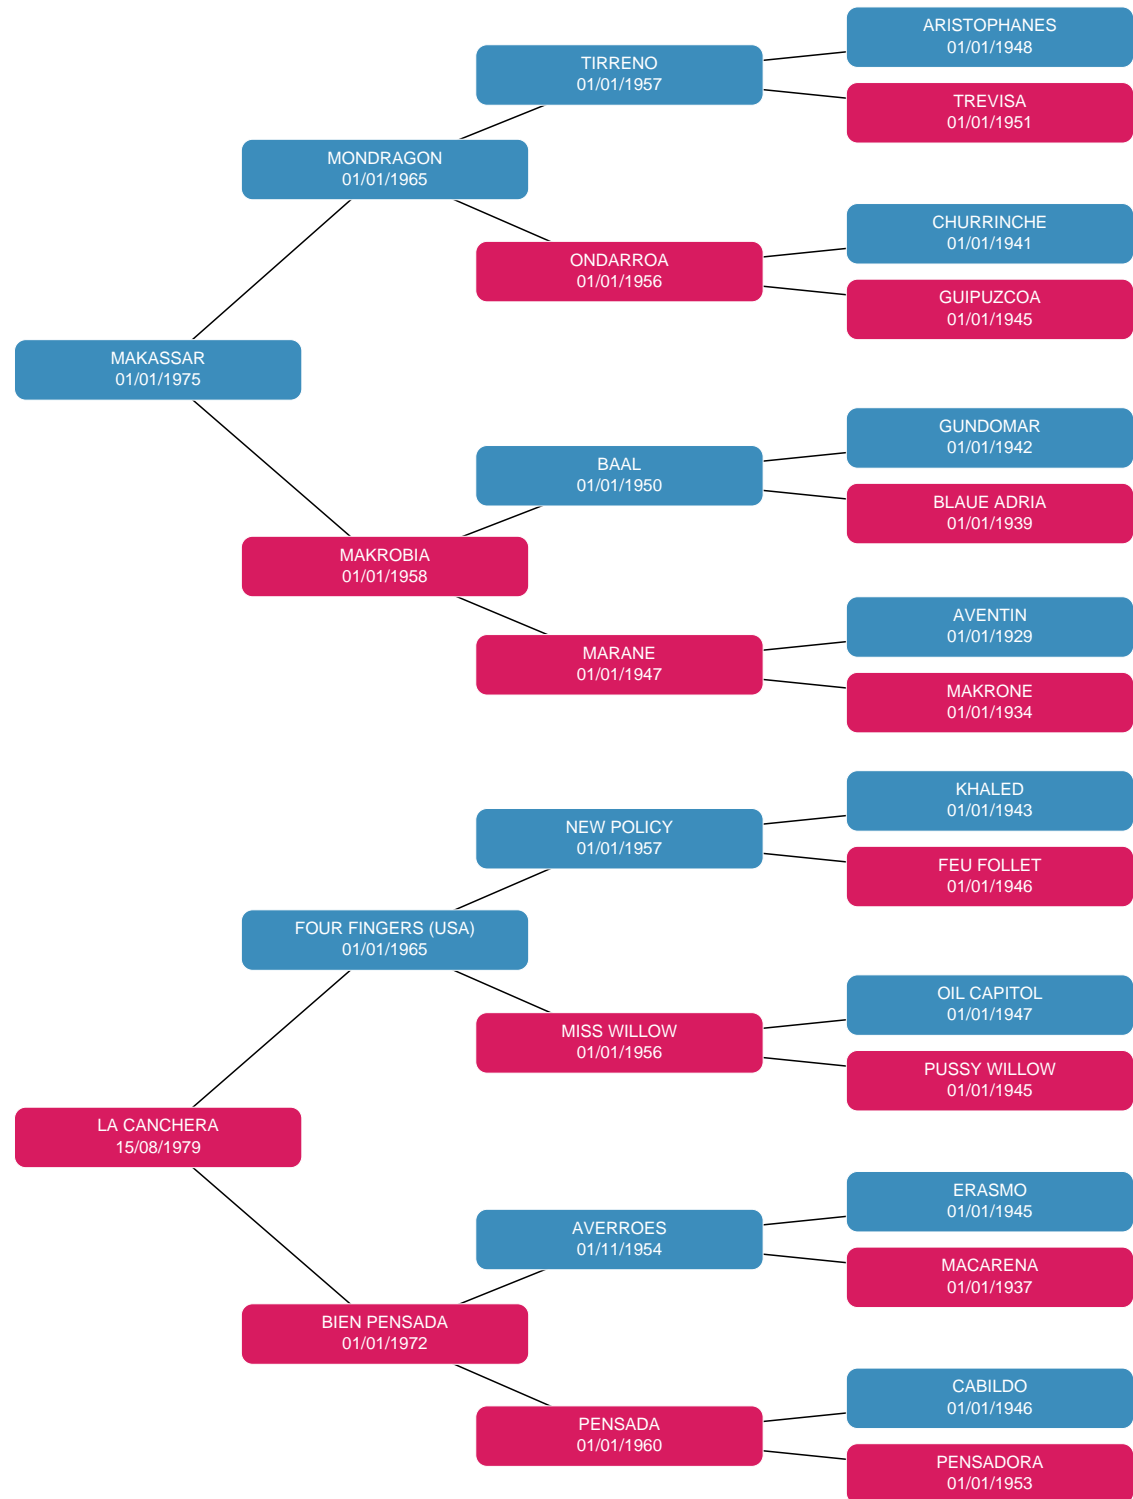 ARISTOPHANES
01/01/1948
TIRRENO
01/01/1957
TREVISA
01/01/1951
MONDRAGON
01/01/1965
CHURRINCHE
01/01/1941
ONDARROA
01/01/1956
GUIPUZCOA
01/01/1945
MAKASSAR
01/01/1975
GUNDOMAR
01/01/1942
BAAL
01/01/1950
BLAUE ADRIA
01/01/1939
MAKROBIA
01/01/1958
AVENTIN
01/01/1929
MARANE
01/01/1947
MAKRONE
01/01/1934
KHALED
01/01/1943
NEW POLICY
01/01/1957
FEU FOLLET
01/01/1946
FOUR FINGERS (USA)
01/01/1965
OIL CAPITOL
01/01/1947
MISS WILLOW
01/01/1956
PUSSY WILLOW
01/01/1945
LA CANCHERA
15/08/1979
ERASMO
01/01/1945
AVERROES
01/11/1954
MACARENA
01/01/1937
BIEN PENSADA
01/01/1972
CABILDO
01/01/1946
PENSADA
01/01/1960
PENSADORA
01/01/1953